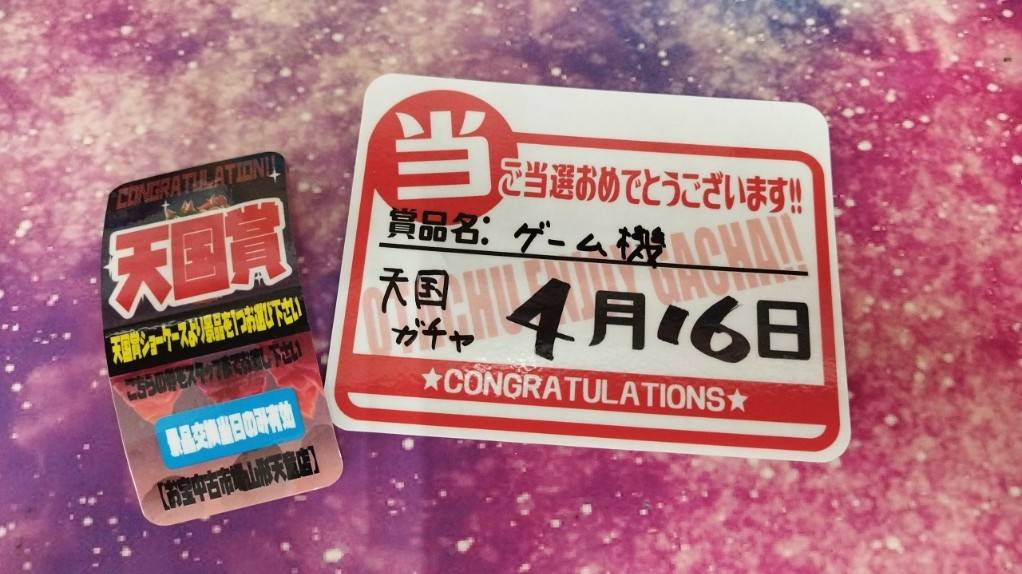 CONGRATULATION!!
天国賞
天国賞ショーケースより景品を1つお選び下さい
こちらの券をスタッフまでお渡し下さい
景品交換当日のみ有効
【お宝中古市場山形天童店】
当
ご当選おめでとうございます!!
賞品名: ゲーム機
GACHA!!
天国
ガチャ
4月16日
★CONGRATULATIONS★